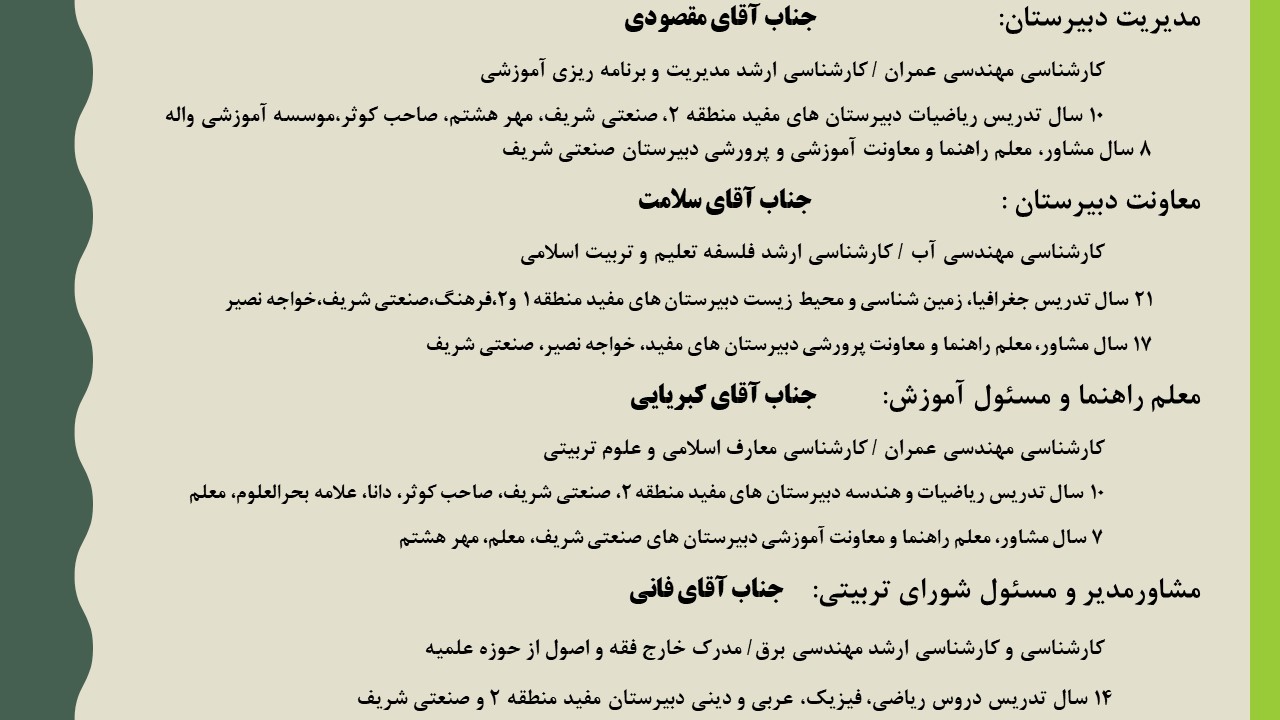 مدیریت دبیرستان: جناب آقای مقصودی
کارشناسی مهندسی عمران / کارشناسی ارشد مدیریت و برنامه ریزی آموزشی
۱۰ سال تدریس ریاضیات دبیرستان های مفید منطقه ۲، صنعتی شریف، مهر هشتم، صاحب کوثر،موسسه آموزشی واله
۸ سال مشاور، معلم راهنما و معاونت آموزشی و پرورشی دبیرستان صنعتی شریف
معاونت دبیرستان : جناب آقای سلامت
کارشناسی مهندسی آب / کارشناسی ارشد فلسفه تعلیم و تربیت اسلامی
۲۱ سال تدریس جغرافیا، زمین شناسی و محیط زیست دبیرستان های مفید منطقه۱ و۲،فرهنگ،صنعتی شریف،خواجه نصیر
۱۷ سال مشاور، معلم راهنما و معاونت پرورشی دبیرستان های مفید، خواجه نصیر، صنعتی شریف
معلم راهنما و مسئول آموزش: جناب آقای کبریایی
کارشناسی مهندسی عمران / کارشناسی معارف اسلامی و علوم تربیتی
۱۰ سال تدریس ریاضیات و هندسه دبیرستان های مفید منطقه ۲، صنعتی شریف، صاحب کوثر، دانا، علامه بحرالعلوم، معلم
۷ سال مشاور، معلم راهنما و معاونت آموزشی دبیرستان های صنعتی شریف، معلم، مهر هشتم
مشاورمدیر و مسئول شورای تربیتی: جناب آقای فانی
کارشناسی و کارشناسی ارشد مهندسی برق/ مدرک خارج فقه و اصول از حوزه علمیه
۱۴ سال تدریس دروس ریاضی، فیزیک، عربی و دینی دبیرستان مفید منطقه ۲ و صنعتی شریف